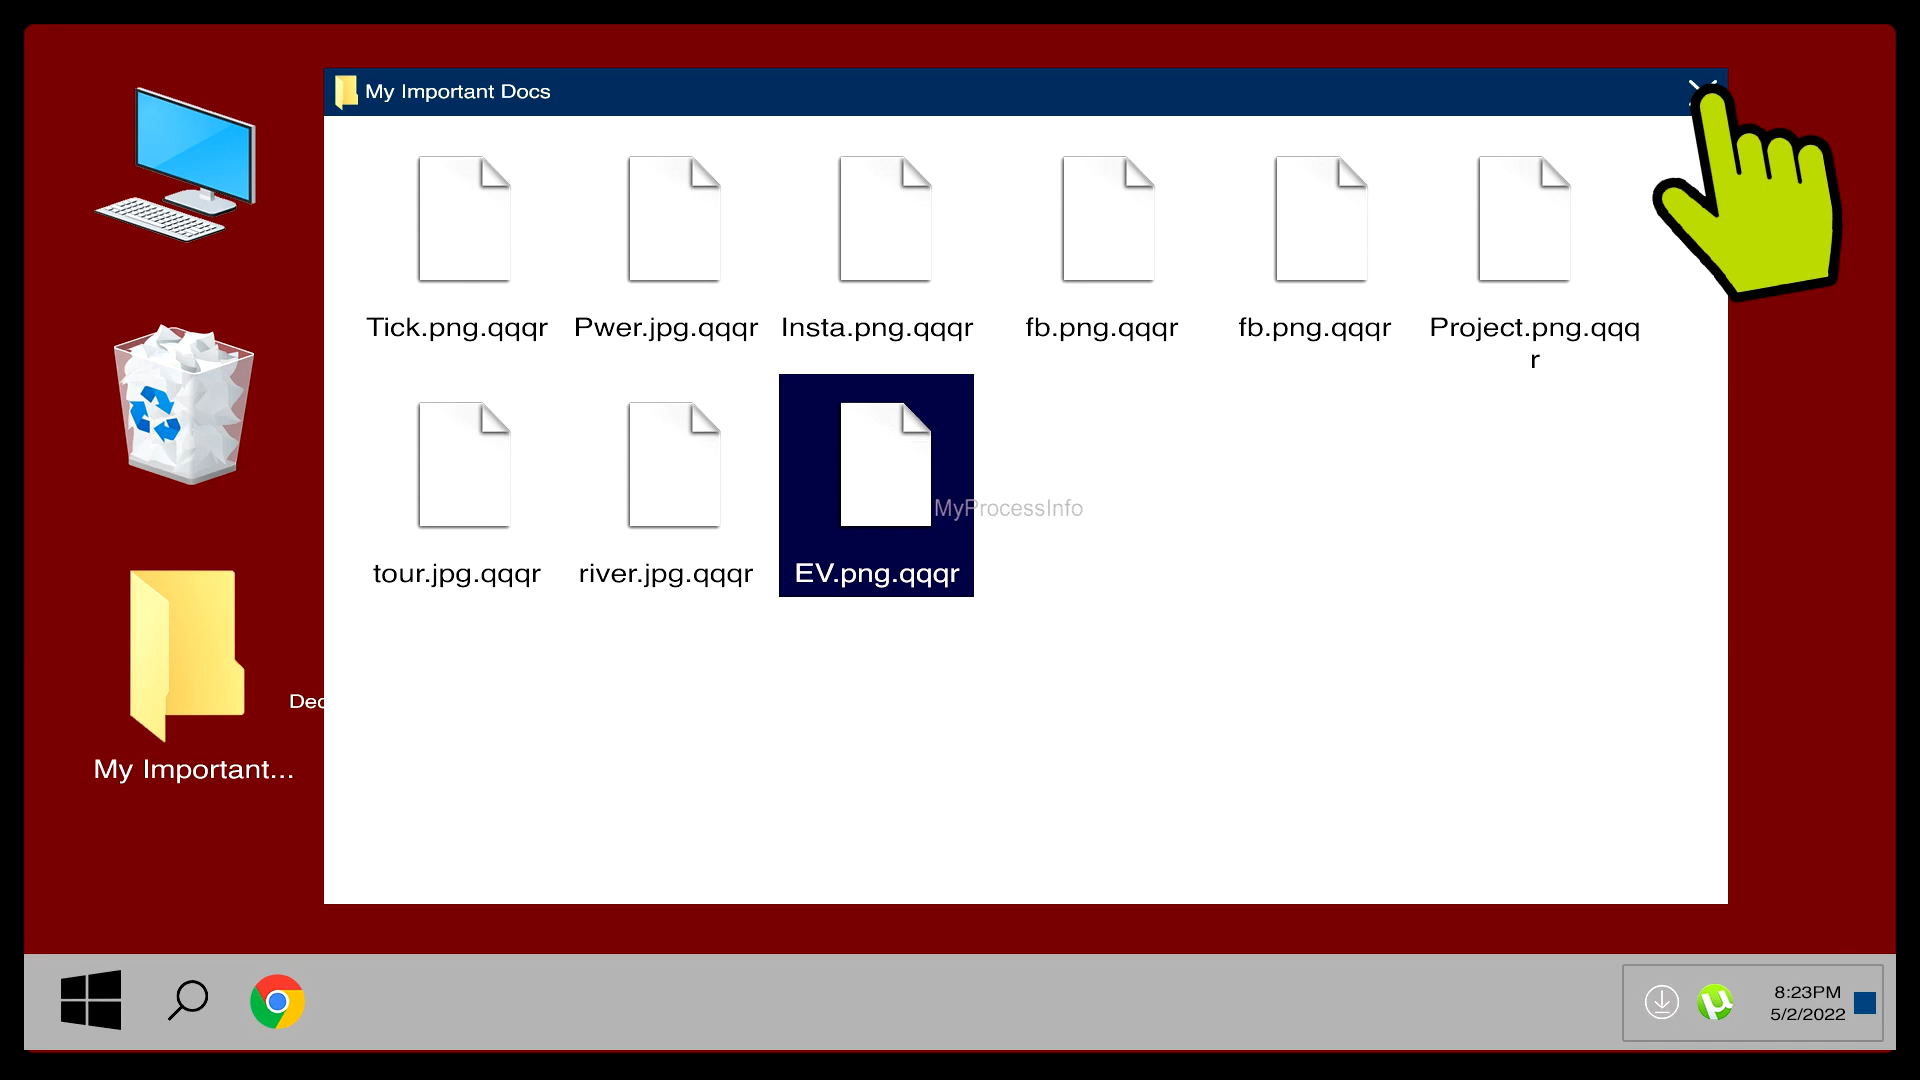 My Important Docs
Tick.png.qqqr
Pwer.jpg.qqqr
Insta.png.qqqr
fb.png.qqqr
fb.png.qqqr
Project.png.qqq
r
tour.jpg.qqqr
river.jpg.qqqr
EV.png.qqqr
MyProcessInfo
My Important...
8:23PM
5/2/2022